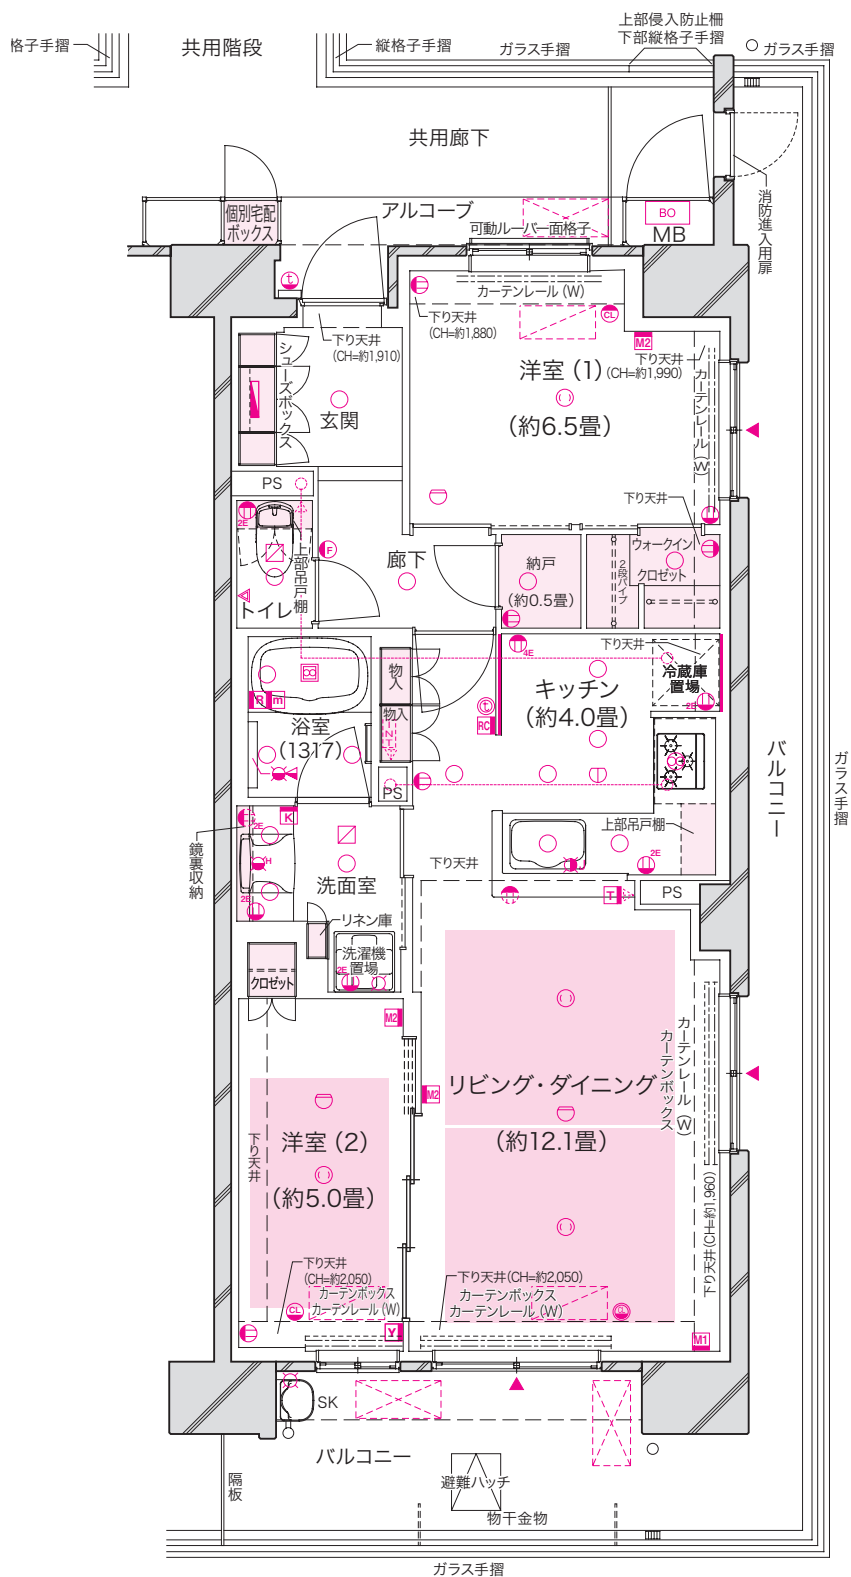 上部侵入防止柵
下部縦格子手摺
格子手摺
共用階段
縦格子手摺
ガラス手摺
ガラス手摺
共用廊下
消防進入用扉
個別宅配
ボックス
アルコーブ
BO
MB
可動ルーバー面格子
t
カーテンレール(W)
下り天井
(CH=約1,880)
CL
下り天井
(CH=約1,910)
M2
下り天井
(CH=約1,990)
シューズボックス
洋室(1)
カーテンレール(W)
玄関
(約6.5畳)
PS
下り天井
2E
上部吊戸棚
F
廊下
納戸
(約0.5畳)
2段パイプ
ウォークイン
クロゼット
トイレ
4E
下り天井
物入
キッチン
(約4.0畳)
冷蔵庫
置場
2E
R
m
t
RC
浴室
(1317)
物入
INT
バルコニー
ガラス手摺
PS
K
2E
上部吊戸棚
鏡裏収納
H
2E
下り天井
2E
洗面室
T
PS
リネン庫
洗濯機
置場
2E
クロゼット
M2
カーテンレール(W)
カーテンボックス
M2
リビング・ダイニング
(約12.1畳)
下り天井
洋室(2)
(約5.0畳)
下り天井(CH=約1,960)
下り天井
(CH=約2,050)
カーテンボックス
カーテンレール(W)
下り天井(CH=約2,050)
カーテンボックス
カーテンレール(W)
CL
CL
Y
M1
SK
バルコニー
隔板
避難ハッチ
物干金物
ガラス手摺